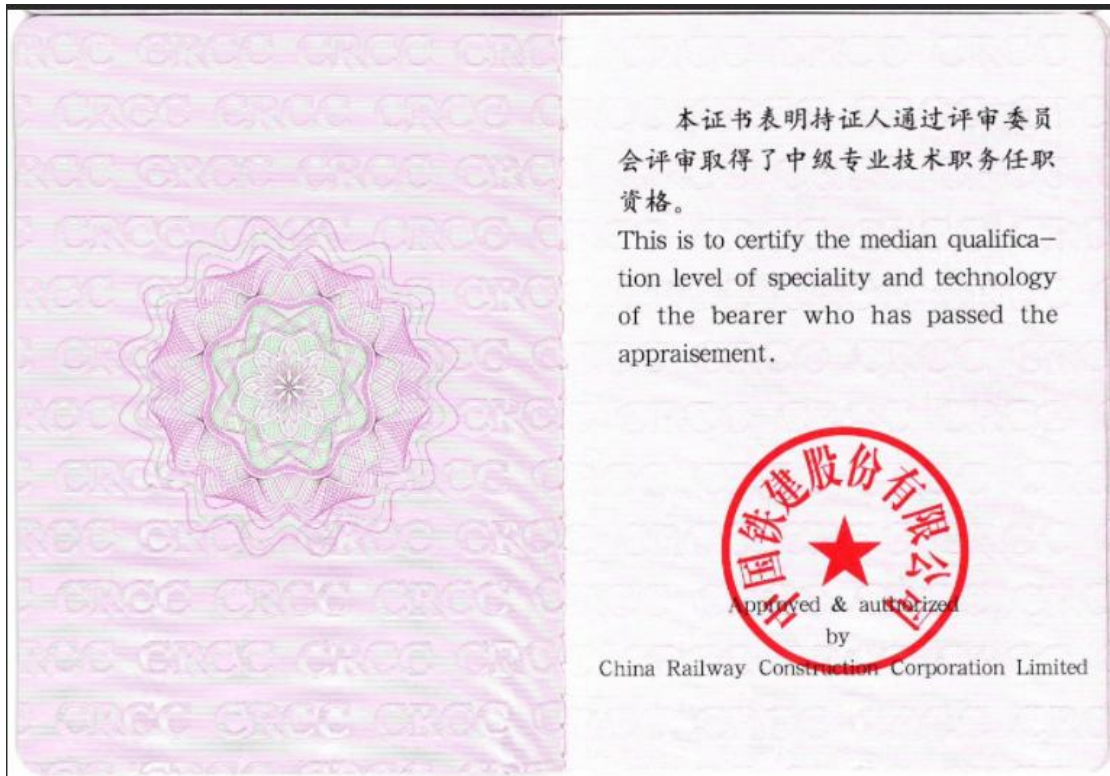 CRCC CRCC CRCC CRCC
本证书表明持证人通过评审委员
会评审取得了中级专业技术职务任职
资格。
This is to certify the median qualifica-
tion level of speciality and technology
of the bearer who has passed the
appraisement.
中国铁建股份有限公司
Approved & authorized
by
China Railway Construction Corporation Limited